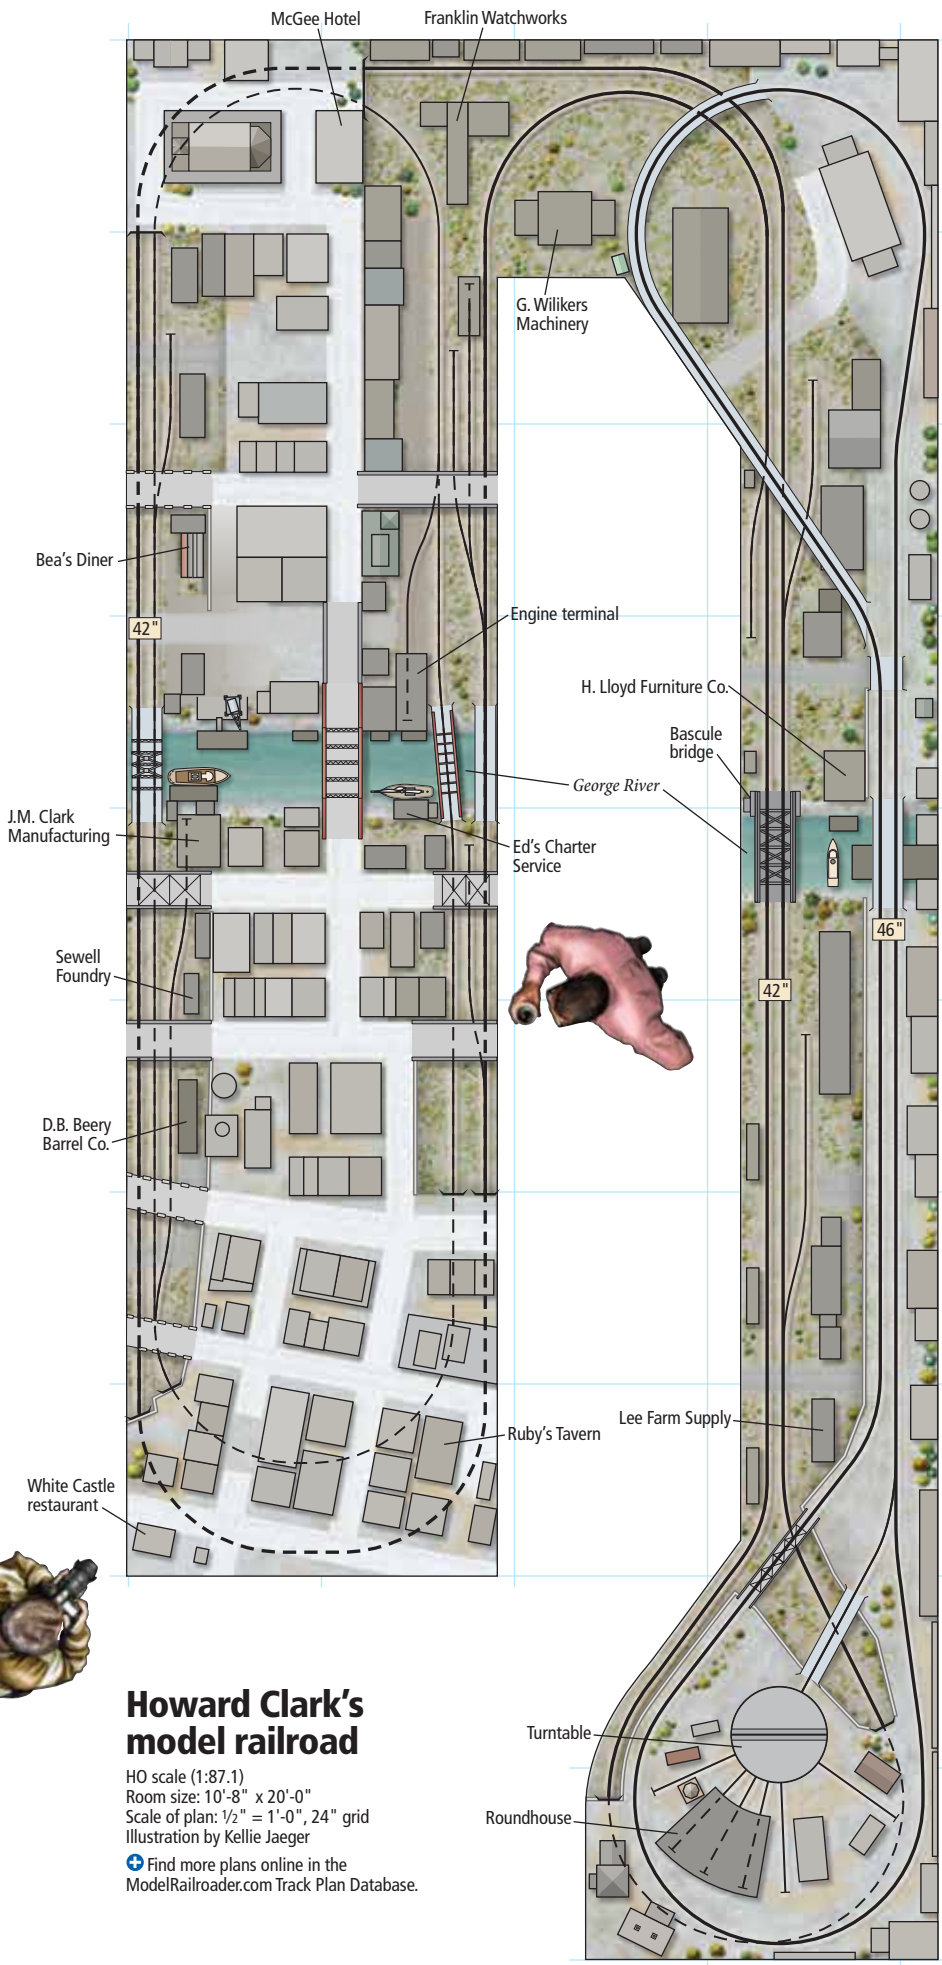 McGee Hotel
Franklin Watchworks
G. Wilikers
Machinery
Bea's Diner
42"
Engine terminal
H. Lloyd Furniture Co.
Bascule
bridge
George River
J.M. Clark
Manufacturing
Ed's Charter
Service
46"
Sewell
Foundry
42"
D.B. Beery
Barrel Co.
Lee Farm Supply
Ruby's Tavern
White Castle
restaurant
Howard Clark's
model railroad
HO scale (1:87.1)
Room size: 10'-8" x 20'-0"
Scale of plan: 1/2" = 1'-0", 24" grid
Illustration by Kellie Jaeger
Find more plans online in the
ModelRailroader.com Track Plan Database.
Turntable
Roundhouse